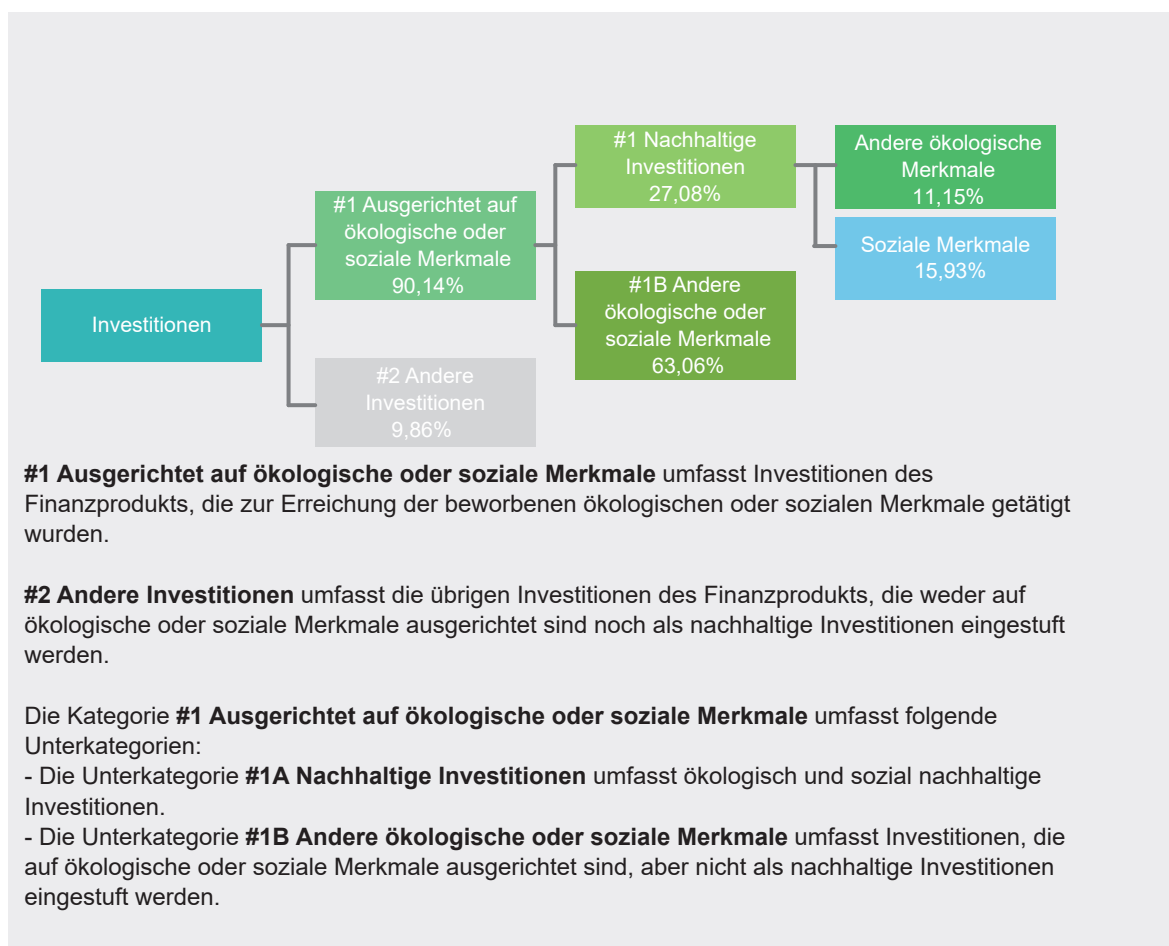 #1 Nachhaltige
Investitionen
27,08%
Andere ökologische
Merkmale
11,15%
#1 Ausgerichtet auf
ökologische oder
soziale Merkmale
90,14%
Soziale Merkmale
15,93%
#1B Andere
ökologische oder
soziale Merkmale
63,06%
Investitionen
#2 Andere
Investitionen
9,86%
#1 Ausgerichtet auf ökologische oder soziale Merkmale umfasst Investitionen des
Finanzprodukts, die zur Erreichung der beworbenen ökologischen oder sozialen Merkmale getätigt
wurden.
#2 Andere Investitionen umfasst die übrigen Investitionen des Finanzprodukts, die weder auf
ökologische oder soziale Merkmale ausgerichtet sind noch als nachhaltige Investitionen eingestuft
werden.
Die Kategorie #1 Ausgerichtet auf ökologische oder soziale Merkmale umfasst folgende
Unterkategorien:
- Die Unterkategorie #1A Nachhaltige Investitionen umfasst ökologisch und sozial nachhaltige
Investitionen.
- Die Unterkategorie #1B Andere ökologische oder soziale Merkmale umfasst Investitionen, die
auf ökologische oder soziale Merkmale ausgerichtet sind, aber nicht als nachhaltige Investitionen
eingestuft werden.